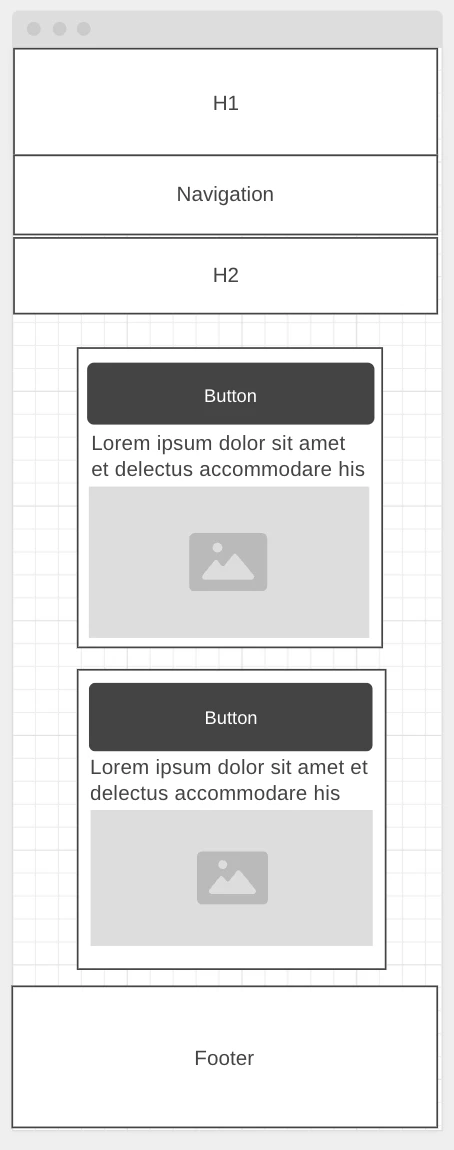 H1
Navigation
H2
Button
Lorem ipsum dolor sit amet
et delectus accommodare his
Button
Lorem ipsum dolor sit amet et
delectus accommodare his
Footer